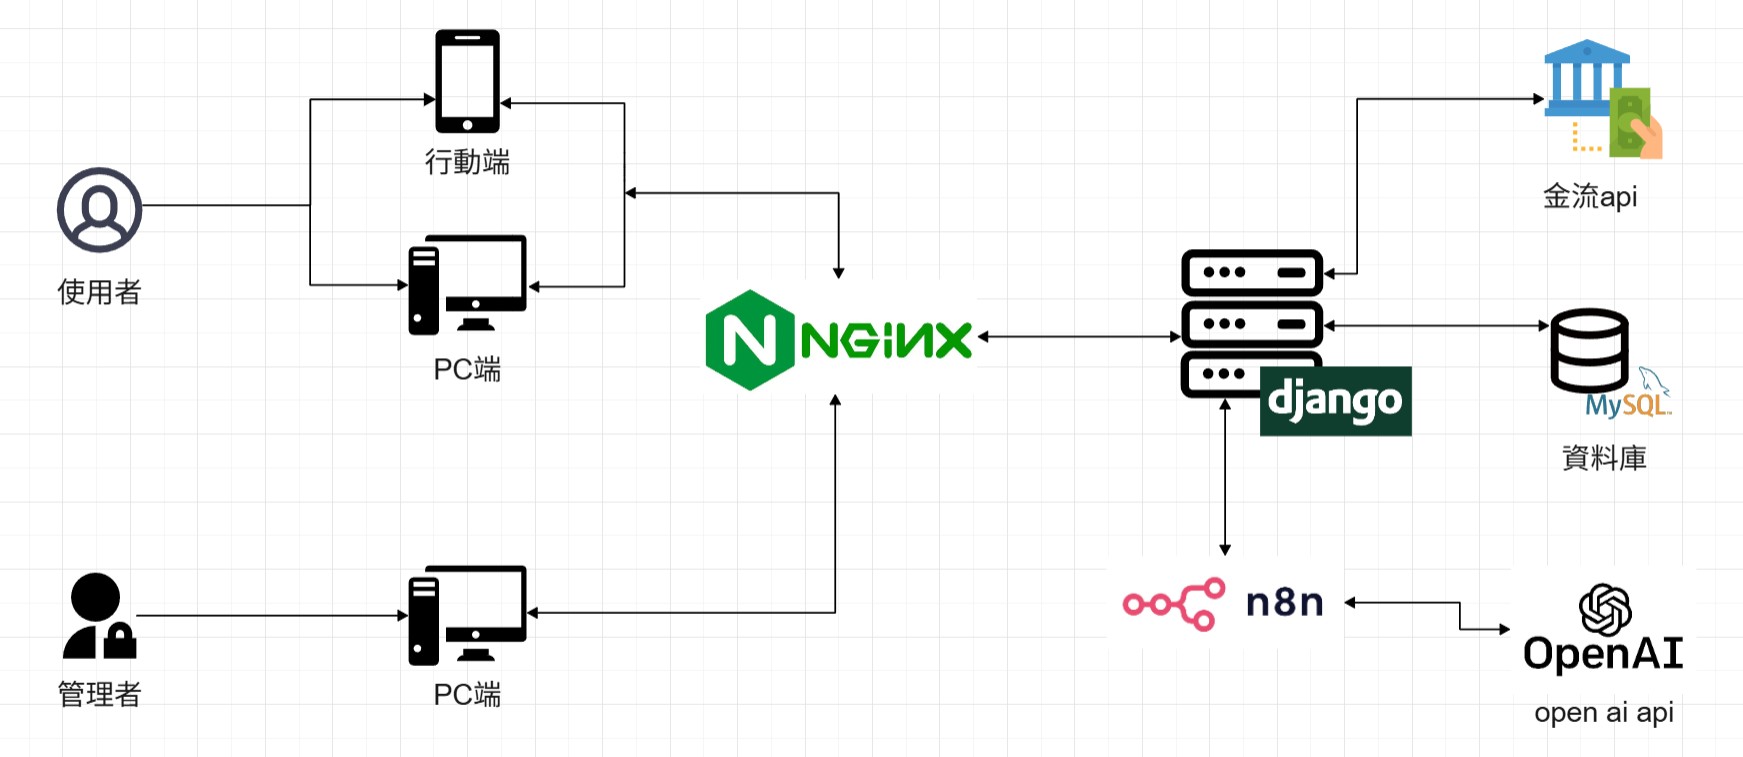 行動端
使用者
PC端
NGINX
django
金流api
MySQL
資料庫
管理者
PC端
n8n
OpenAI
open ai api